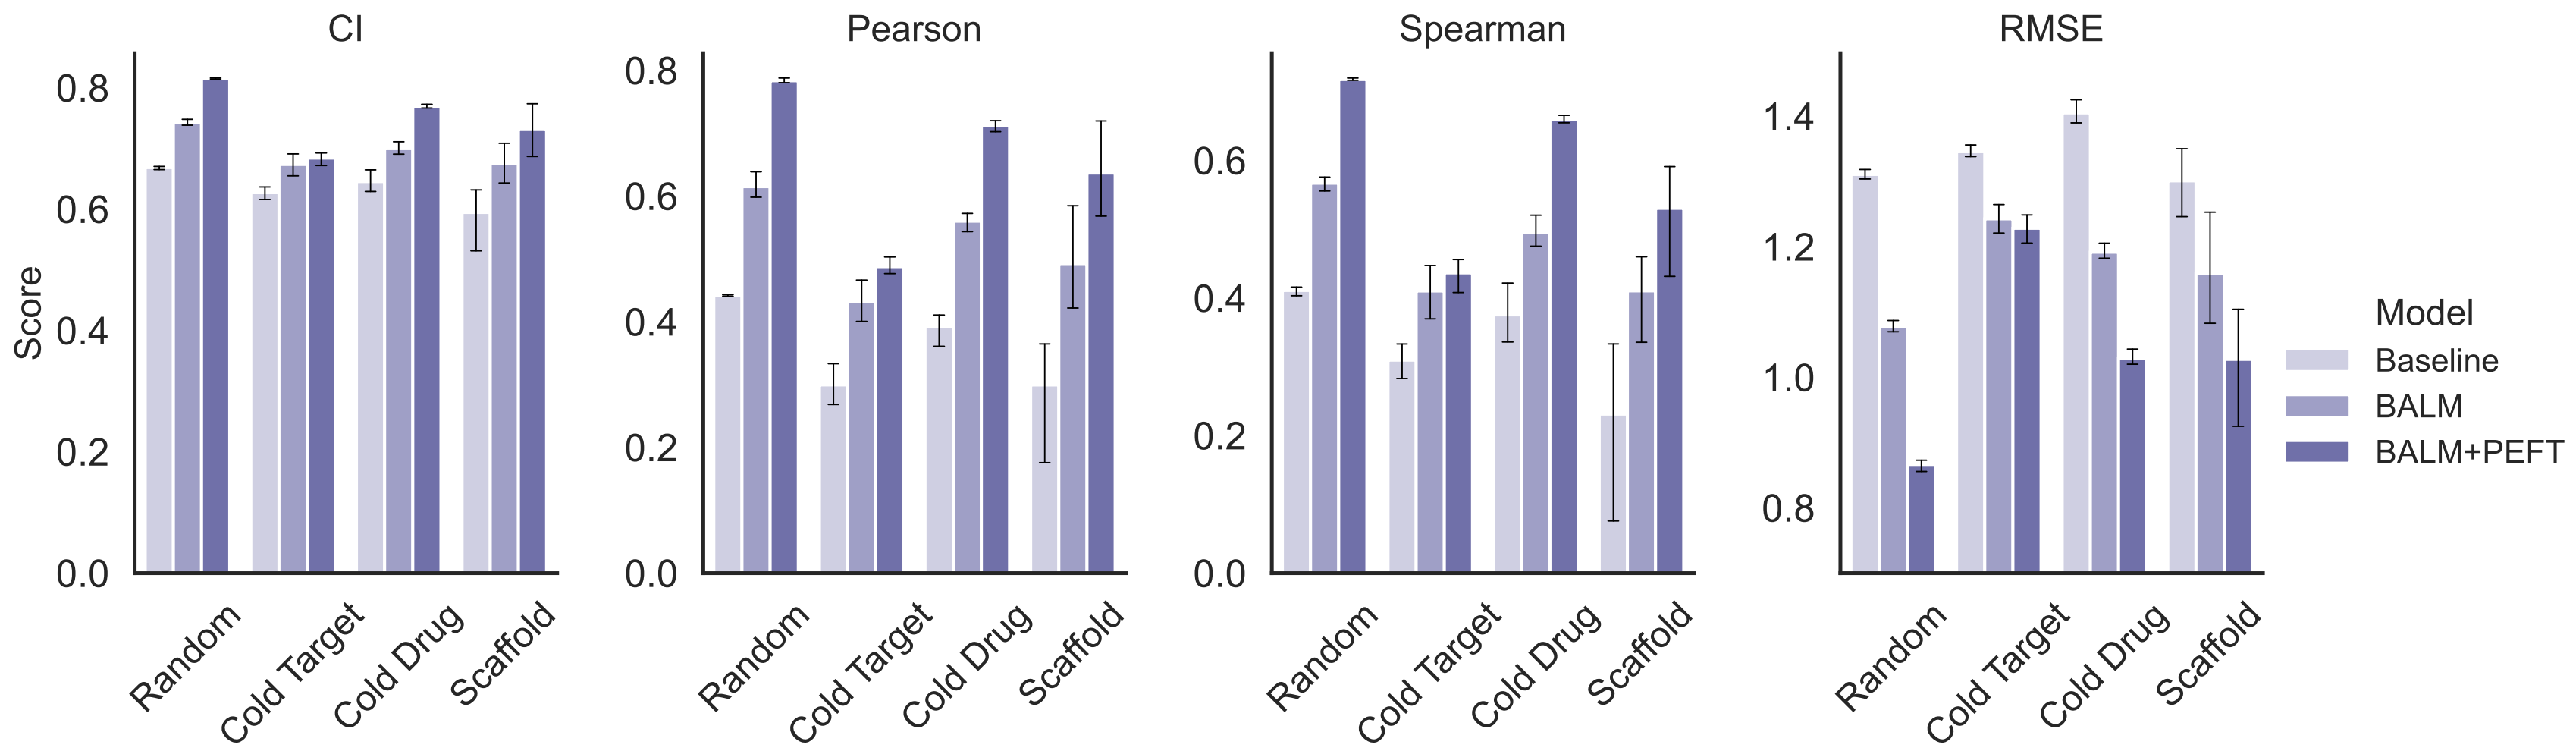 CI
Pearson
Spearman
RMSE
Score
0.8
0.6
0.4
0.2
0.0
Random
Cold Target
Cold Drug
Scaffold
0.8
0.6
0.4
0.2
0.0
Random
Cold Target
Cold Drug
Scaffold
0.6
0.4
0.2
0.0
Random
Cold Target
Cold Drug
Scaffold
1.4
1.2
1.0
0.8
Random
Cold Target
Cold Drug
Scaffold
Model
Baseline
BALM
BALM+PEFT